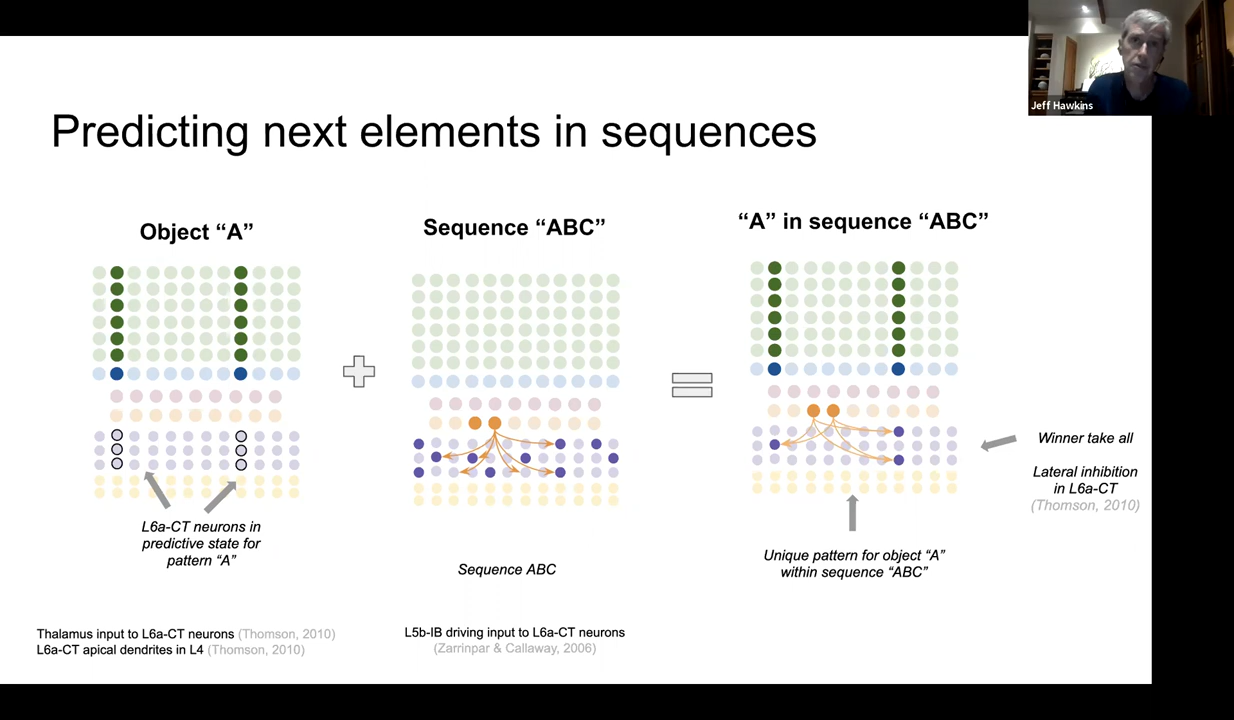 Jeff Hawkins
Predicting next elements in sequences
Object “A”
Sequence “ABC”
“A” in sequence “ABC”
L6a-CT neurons in
predictive state for
pattern “A”
Sequence ABC
Unique pattern for object “A”
within sequence “ABC”
Winner take all
Lateral inhibition
in L6a-CT
(Thomson, 2010)
Thalamus input to L6a-CT neurons (Thomson, 2010)
L6a-CT apical dendrites in L4 (Thomson, 2010)
L5b-IB driving input to L6a-CT neurons
(Zarrinpar & Callaway, 2006)